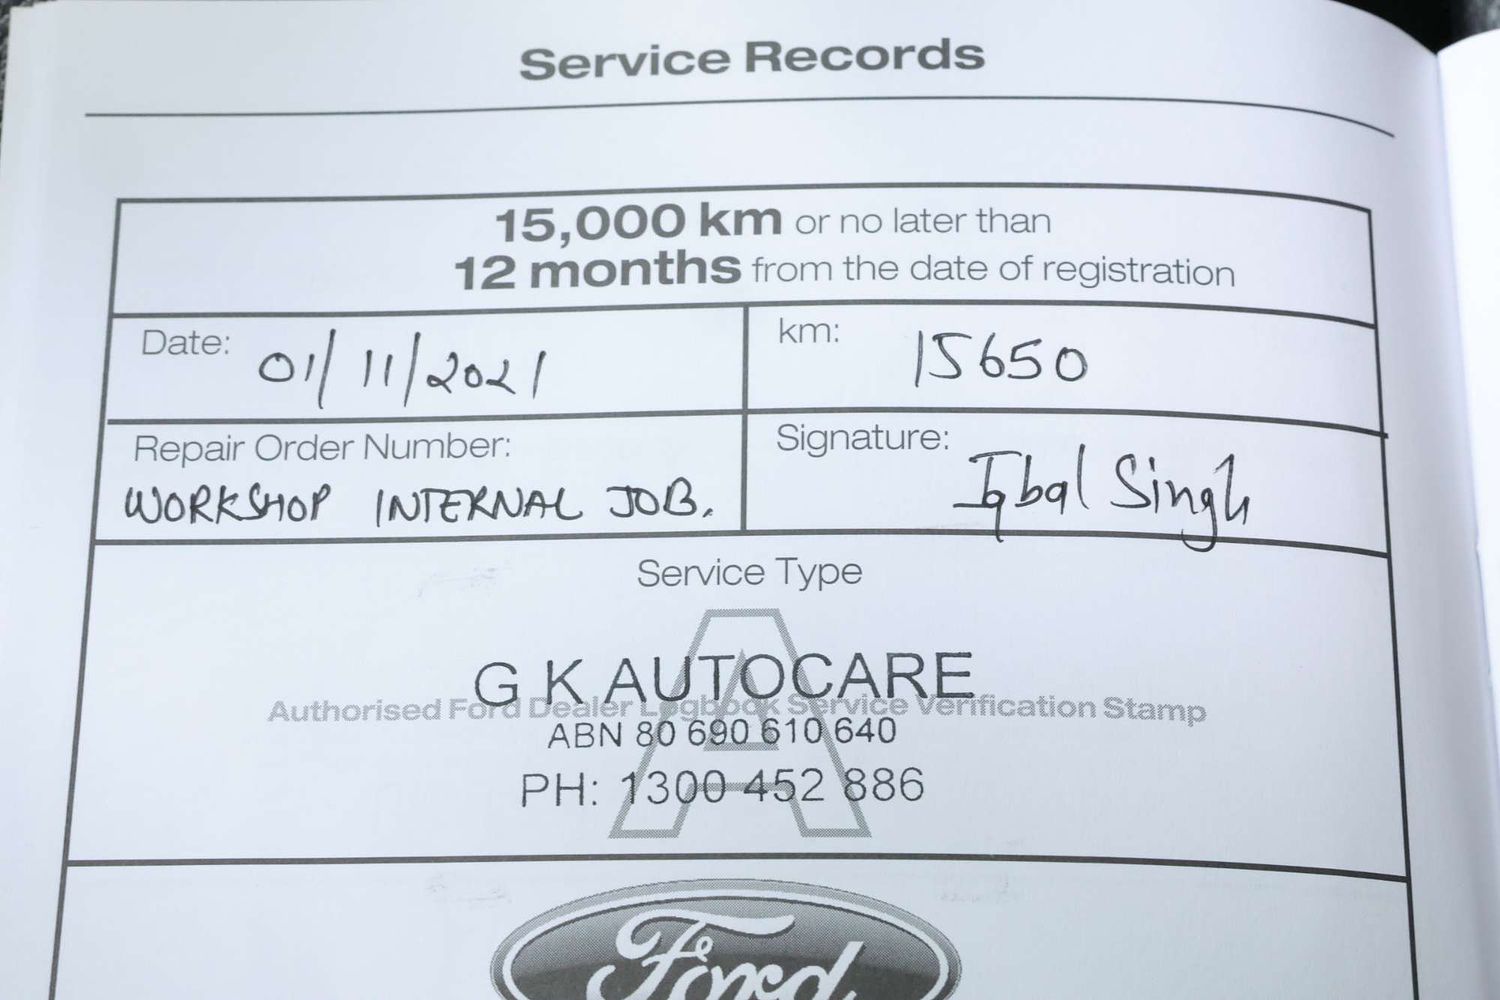 Service Records
15,000 km or no later than
12 months from the date of registration
Date: 01/11/2021
km: 15650
Repair Order Number:
WORKSHOP INTERNAL JOB.
Signature: Iqbal Singh
Service Type
A
G K AUTOCARE
Authorised Ford Dealer Logbook Service Verification Stamp
ABN 80 690 610 640
PH: 1300 452 886
Ford